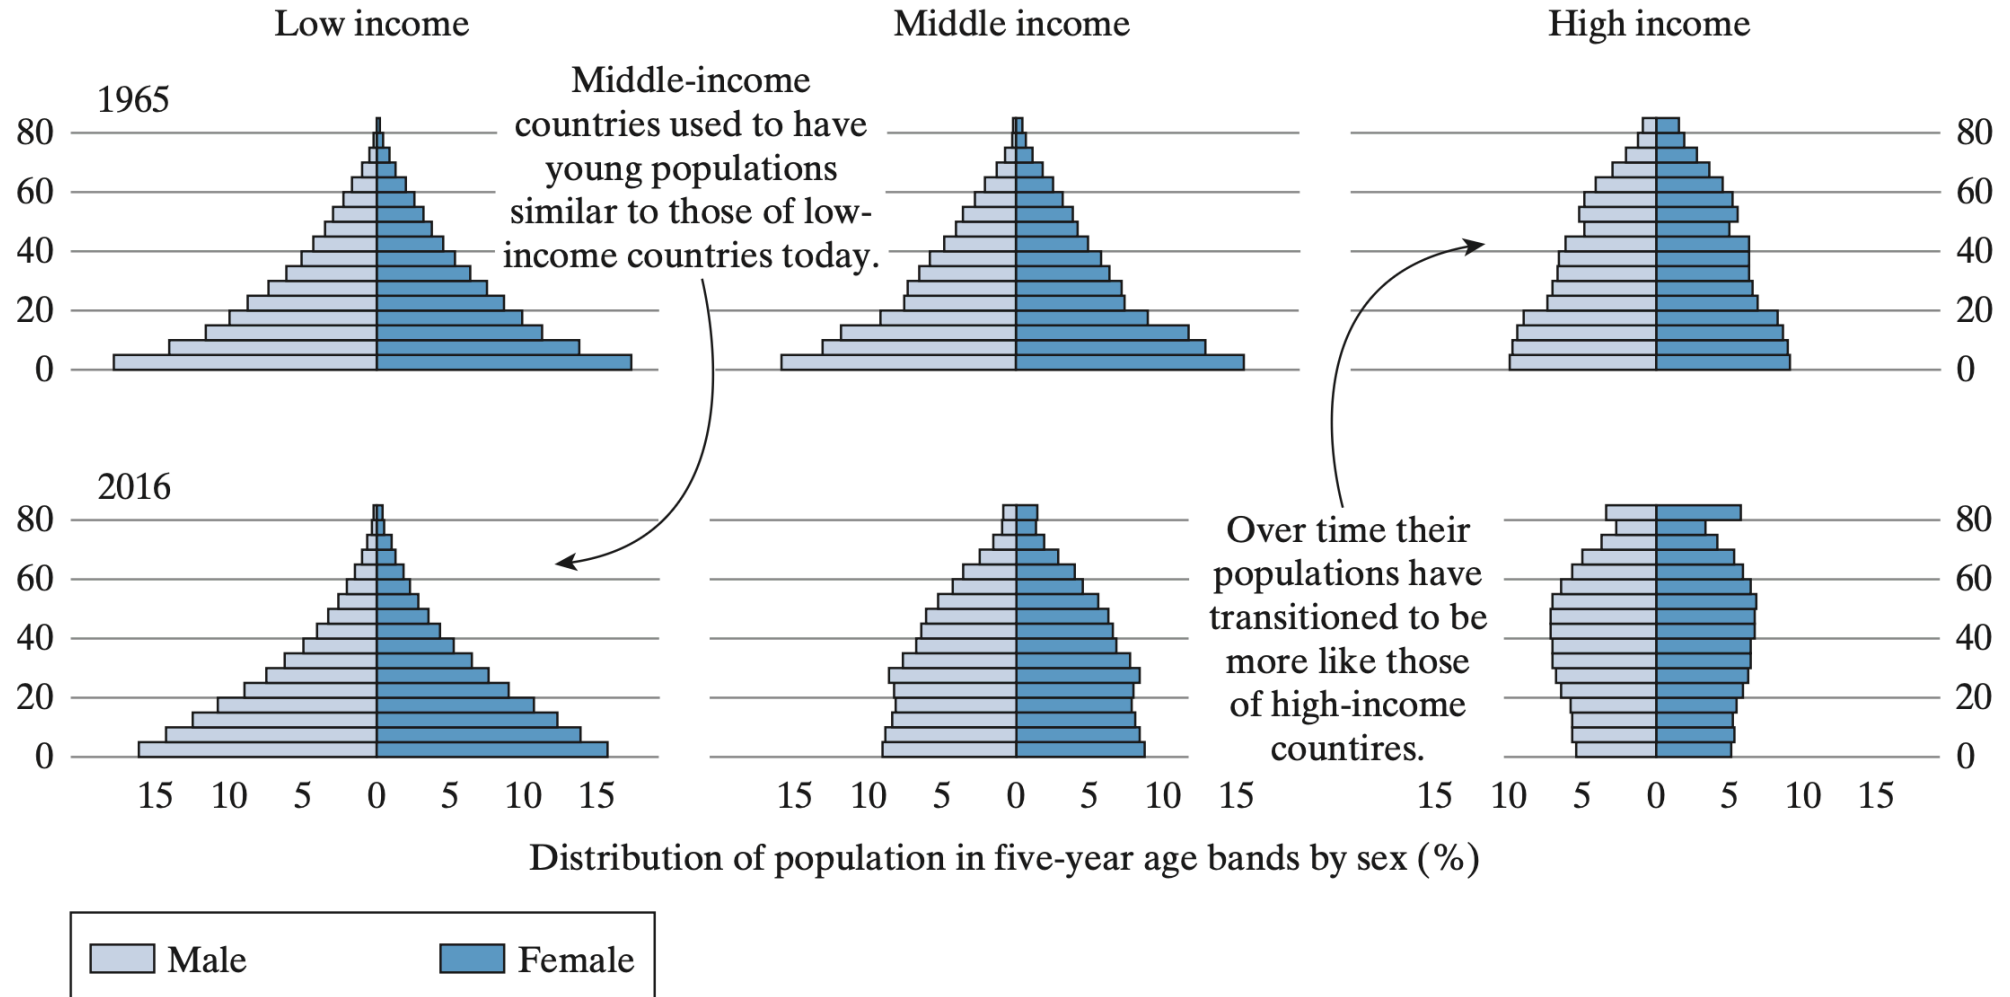 Low income Middle income High income
1965
Middle-income
countries used to have
young populations
similar to those of low-
income countries today.
80 80
60 60
40 40
20 20
0 0
2016
Over time their
populations have
transitioned to be
more like those
of high-income
countires.
80 80
60 60
40 40
20 20
0 0
15 10 5 0 5 10 15 15 10 5 0 5 10 15 15 10 5 0 5 10 15
Distribution of population in five-year age bands by sex (%)
Male Female